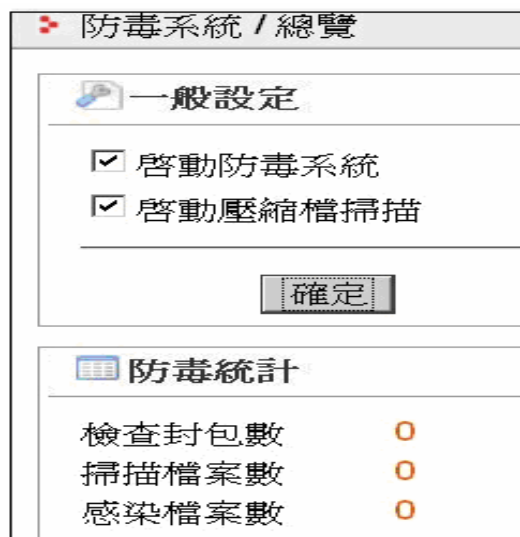 防毒系統 / 總覽
一般設定
啓動防毒系統
啓動壓縮檔掃描
確定
防毒統計
檢查封包數 0
掃描檔案數 0
感染檔案數 0